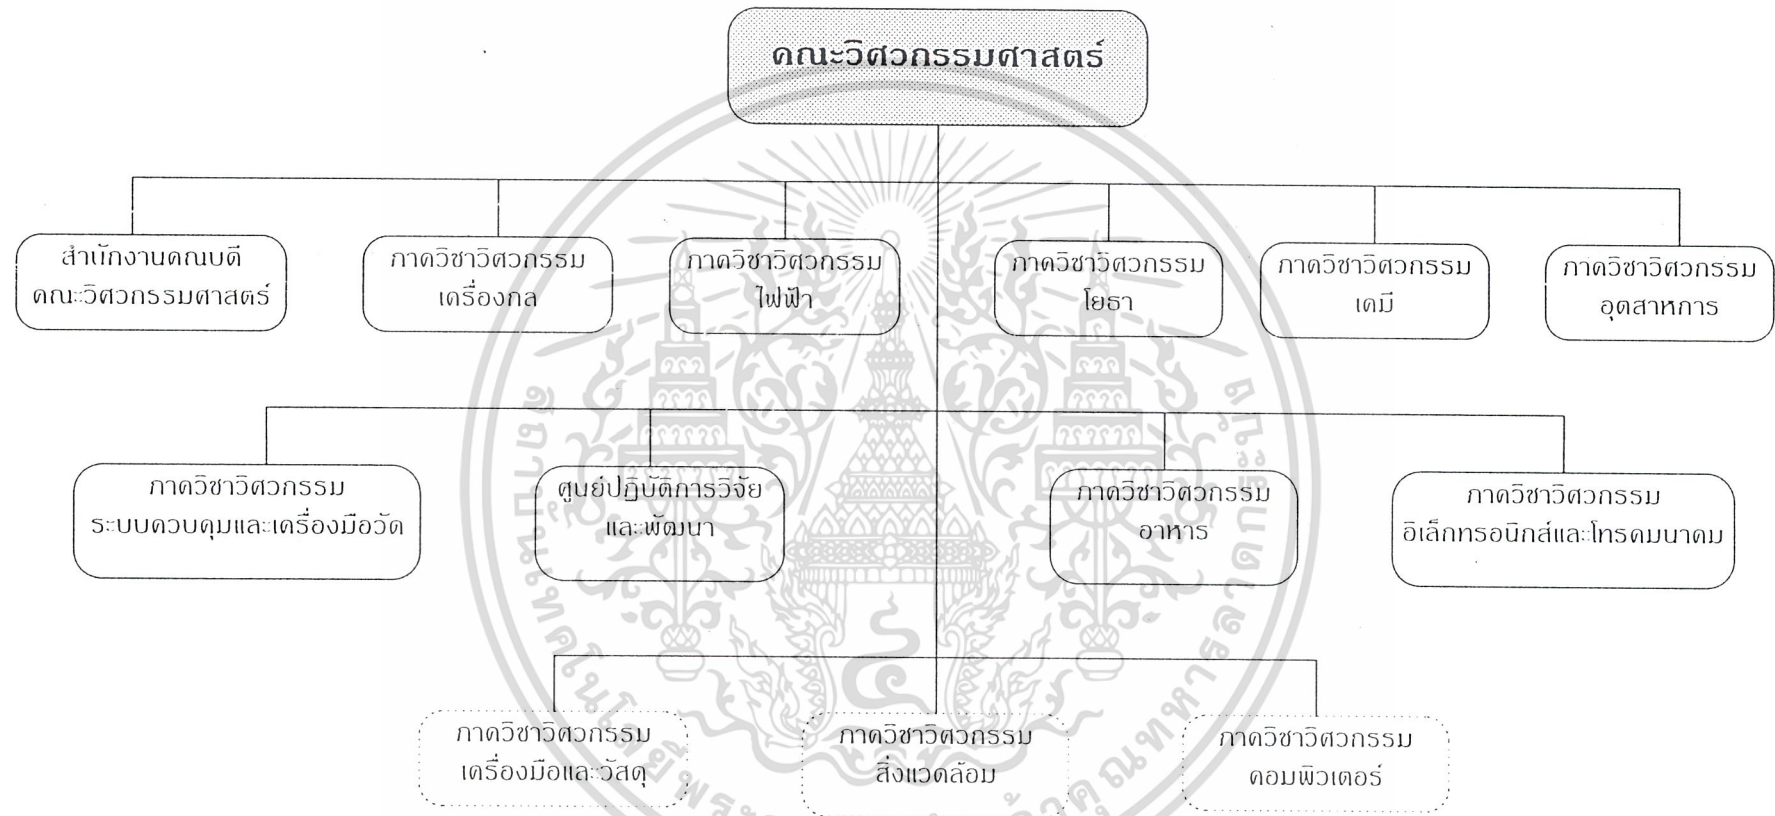 คณะวิศวกรรมศาสตร์
สำนักงานคณบดี
คณะวิศวกรรมศาสตร์
ภาควิชาวิศวกรรม
เครื่องกล
ภาควิชาวิศวกรรม
ไฟฟ้า
ภาควิชาวิศวกรรม
โยธา
ภาควิชาวิศวกรรม
เคมี
ภาควิชาวิศวกรรม
อุตสาหการ
ภาควิชาวิศวกรรม
ระบบควบคุมและเครื่องมือวัด
ศูนย์ปฏิบัติการวิจัย
และพัฒนา
ภาควิชาวิศวกรรม
อาหาร
ภาควิชาวิศวกรรม
อิเล็กทรอนิกส์และโทรคมนาคม
ภาควิชาวิศวกรรม
เครื่องมือและวัสดุ
ภาควิชาวิศวกรรม
สิ่งแวดล้อม
ภาควิชาวิศวกรรม
คอมพิวเตอร์